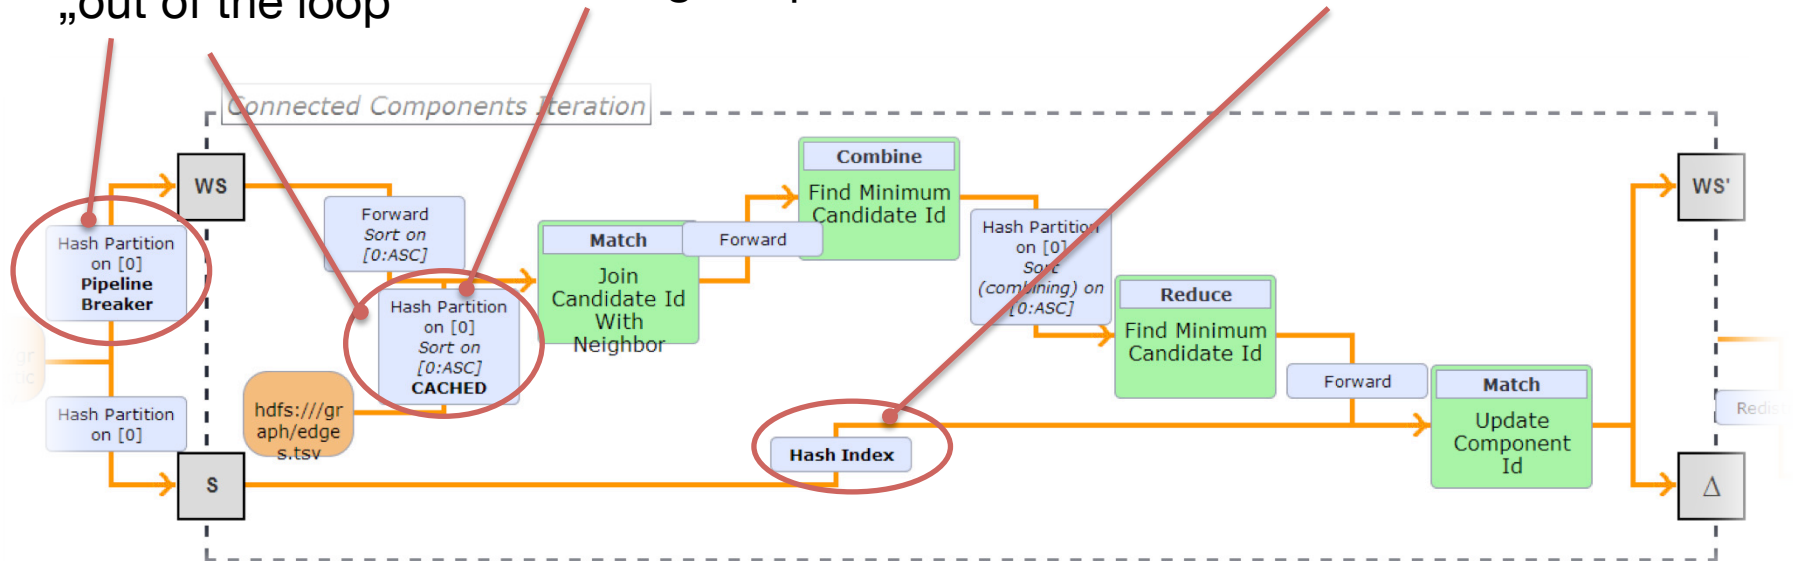 „out of the loop
Connected Components Iteration
WS
Hash Partition
on [0]
Pipeline
Breaker
Forward
Sort on
[0:ASC]
Hash Partition
on [0]
Sort on
[0:ASC]
CACHED
hdfs:///gr
aph/edge
s.tsv
Hash Partition
on [0]
S
Match
Join
Candidate Id
With
Neighbor
Forward
Combine
Find Minimum
Candidate Id
Hash Partition
on [0]
Sort
(combining) on
[0:ASC]
Reduce
Find Minimum
Candidate Id
Hash Index
Forward
Match
Update
Component
Id
WS'
Δ